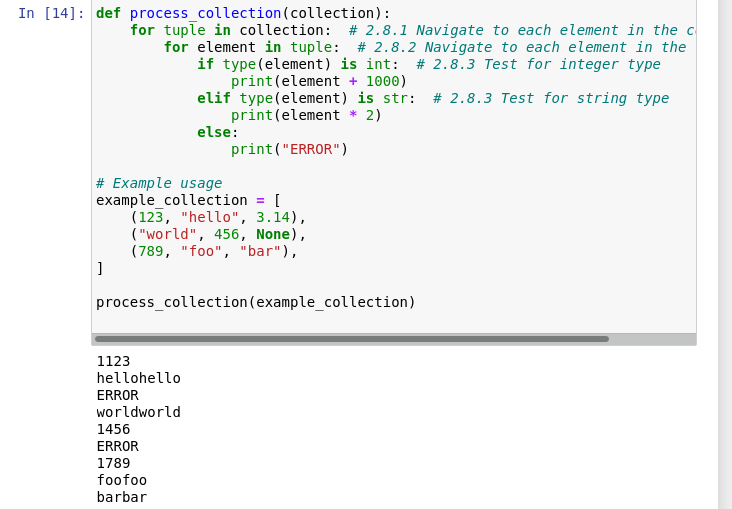 In [14]:
def process_collection(collection):
    for tuple in collection:  # 2.8.1 Navigate to each element in the
        for element in tuple:  # 2.8.2 Navigate to each element in the
            if type(element) is int:  # 2.8.3 Test for integer type
                print(element + 1000)
            elif type(element) is str:  # 2.8.3 Test for string type
                print(element * 2)
            else:
                print("ERROR")
# Example usage
example_collection = [
    (123, "hello", 3.14),
    ("world", 456, None),
    (789, "foo", "bar"),
]
process_collection(example_collection)
1123
hellohello
ERROR
worldworld
1456
ERROR
1789
foofoo
barbar